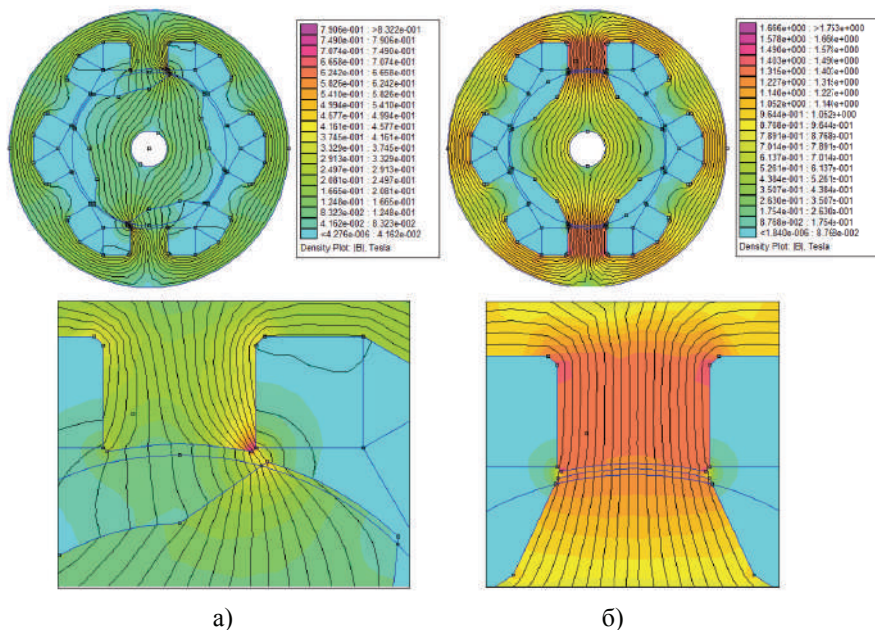 7.906e-001 : >8.322e-001
7.490e-001 : 7.906e-001
7.074e-001 : 7.490e-001
6.658e-001 : 7.074e-001
6.242e-001 : 6.658e-001
5.826e-001 : 6.242e-001
5.410e-001 : 5.826e-001
4.994e-001 : 5.410e-001
4.577e-001 : 4.994e-001
4.161e-001 : 4.577e-001
3.745e-001 : 4.161e-001
3.329e-001 : 3.745e-001
2.913e-001 : 3.329e-001
2.497e-001 : 2.913e-001
2.081e-001 : 2.497e-001
1.665e-001 : 2.081e-001
1.248e-001 : 1.665e-001
8.323e-002 : 1.248e-001
4.162e-002 : 8.323e-002
<4.276e-006 : 4.162e-002
Density Plot: |B|, Tesla
1.666e+000 : >1.753e+000
1.578e+000 : 1.666e+000
1.490e+000 : 1.578e+000
1.403e+000 : 1.490e+000
1.315e+000 : 1.403e+000
1.227e+000 : 1.315e+000
1.140e+000 : 1.227e+000
1.052e+000 : 1.140e+000
9.644e-001 : 1.052e+000
8.768e-001 : 9.644e-001
7.891e-001 : 8.768e-001
7.014e-001 : 7.891e-001
6.137e-001 : 7.014e-001
5.261e-001 : 6.137e-001
4.384e-001 : 5.261e-001
3.507e-001 : 4.384e-001
2.630e-001 : 3.507e-001
1.754e-001 : 2.630e-001
8.768e-002 : 1.754e-001
<1.840e-006 : 8.768e-002
Density Plot: |B|, Tesla
а)
б)